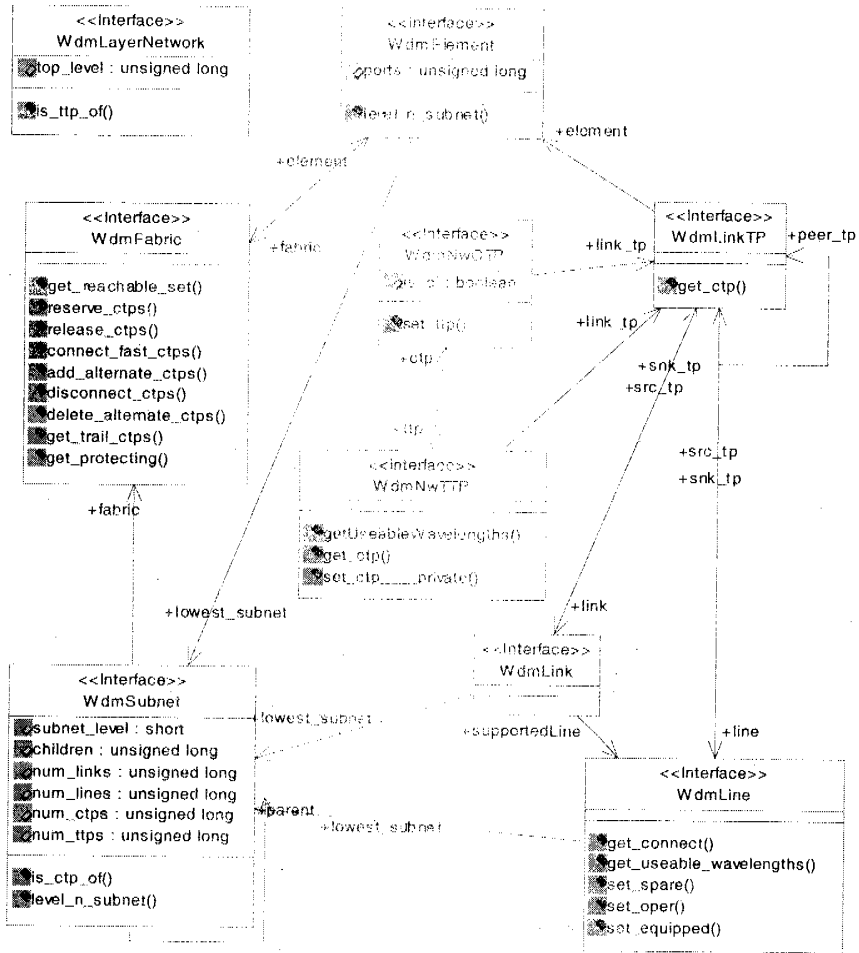 <<Interface>>
WdmLayerNetwork
top_level : unsigned long
is_ttp_of()
<<Interface>>
WdmElement
ports : unsigned long
level_n_subnet()
+element
+element
<<Interface>>
WdmFabric
get_reachable_set()
reserve_ctps()
release_ctps()
connect_fast_ctps()
add_alternate_ctps()
disconnect_ctps()
delete_alternate_ctps()
get_trail_ctps()
get_protecting()
+fabric
<<Interface>>
WdmNwCTP
: boolean
set_ttp()
+ctp
+link_tp
+link_tp
<<Interface>>
WdmLinkTP
get_ctp()
+peer_tp
+snk_tp
+src_tp
+src_tp
+snk_tp
+ttp
<<Interface>>
WdmNwTTP
getUseableWavelengths()
get_ctp()
set_ctp____private()
+fabric
+lowest_subnet
+link
<<Interface>>
WdmLink
<<Interface>>
WdmSubnet
subnet_level : short
children : unsigned long
num_links : unsigned long
num_lines : unsigned long
num_ctps : unsigned long
num_ttps : unsigned long
is_ctp_of()
level_n_subnet()
+lowest_subnet
+supportedLine
+line
+parent
+lowest_subnet
<<Interface>>
WdmLine
get_connect()
get_useable_wavelengths()
set_spare()
set_oper()
set_equipped()